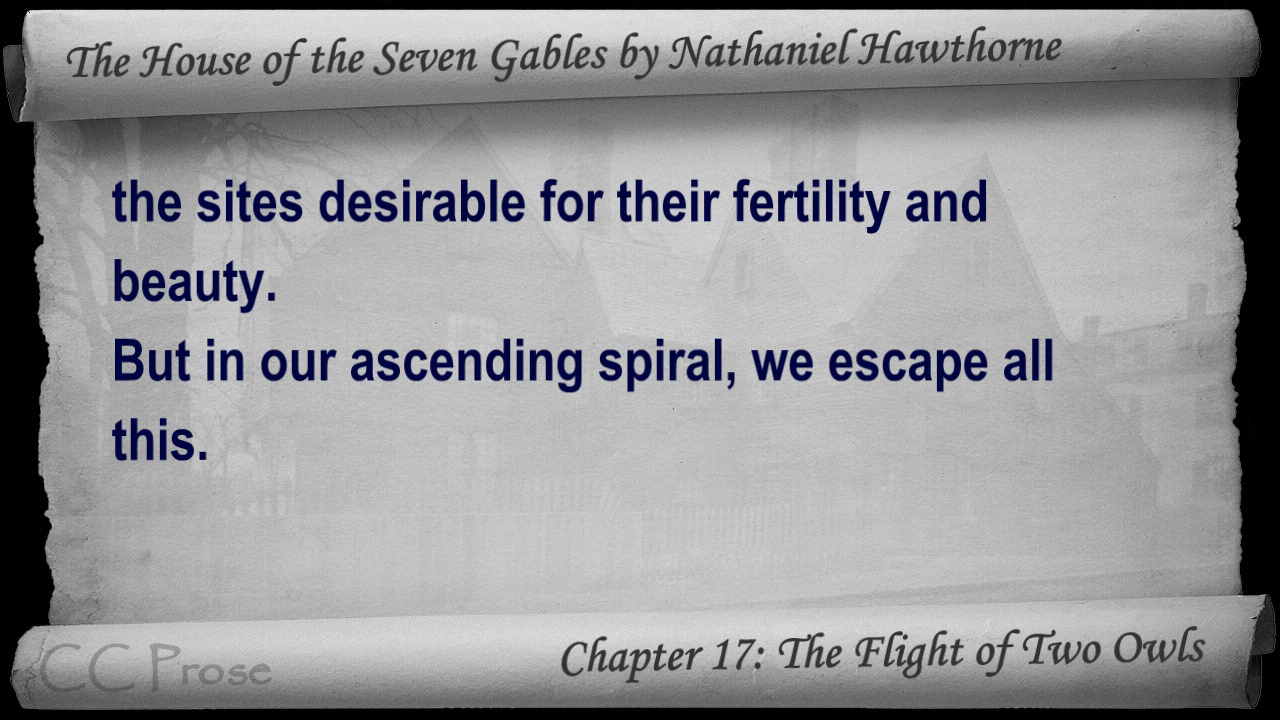 The House of the Seven Gables by Nathaniel Hawthorne
the sites desirable for their fertility and
beauty.
But in our ascending spiral, we escape all
this.
CC Prose
Chapter 17: The Flight of Two Owls